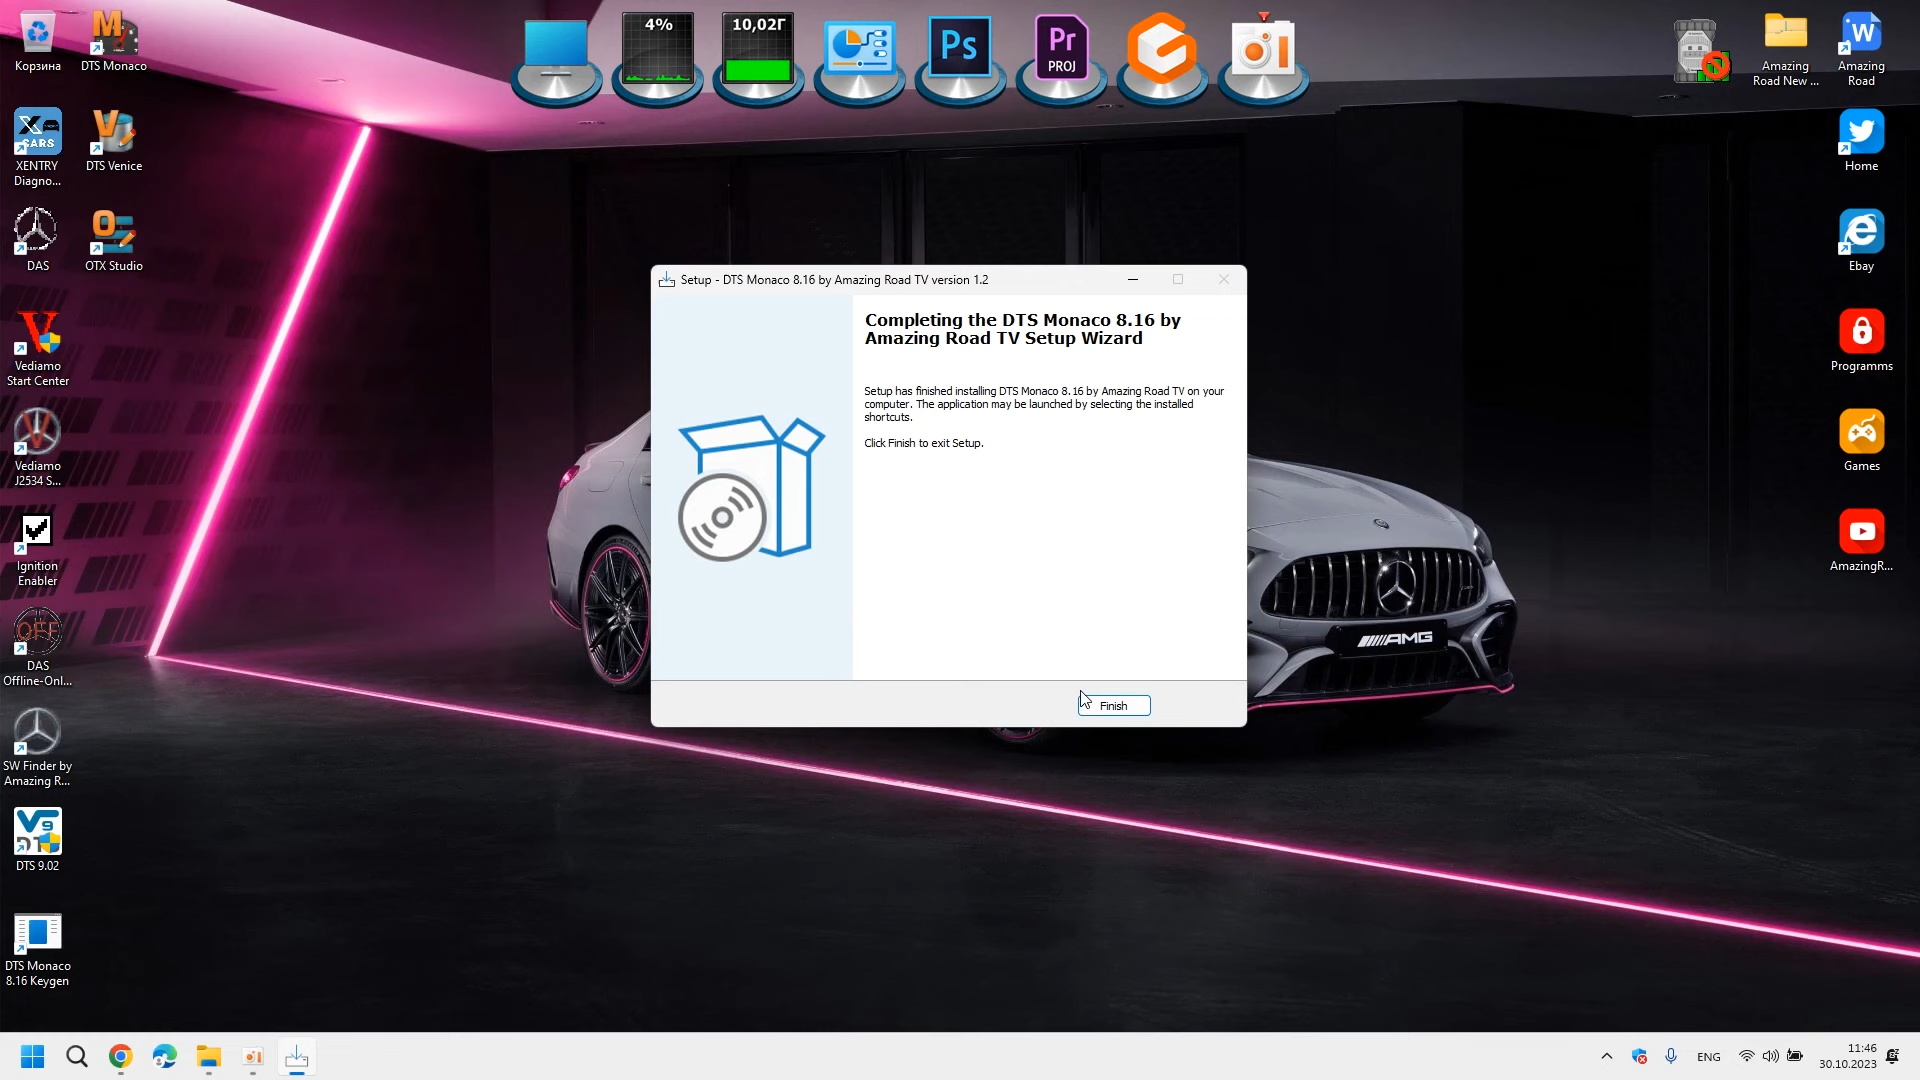 Корзина
DTS Monaco
4%
10,02Г
Ps
Pr
PROJ
Amazing
Road New ...
Amazing
Road
XENTRY
Diagno...
DTS Venice
Home
DAS
OTX Studio
Ebay
Setup - DTS Monaco 8.16 by Amazing Road TV version 1.2
Completing the DTS Monaco 8.16 by
Amazing Road TV Setup Wizard
Setup has finished installing DTS Monaco 8.16 by Amazing Road TV on your
computer. The application may be launched by selecting the installed
shortcuts.
Click Finish to exit Setup.
Finish
Vediamo
Start Center
Programms
Vediamo
J2534 S...
Games
Ignition
Enabler
AmazingR...
OFF
DAS
Offline-Onl...
AMG
SW Finder by
Amazing R...
DTS 9.02
DTS Monaco
8.16 Keygen
ENG
11:46
30.10.2023